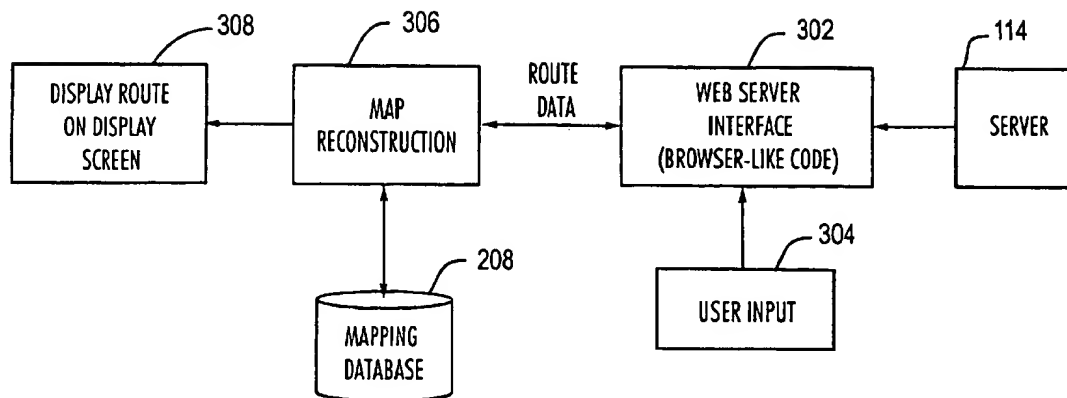 308
306
302
114
DISPLAY ROUTE
ON DISPLAY
SCREEN
MAP
RECONSTRUCTION
ROUTE
DATA
WEB SERVER
INTERFACE
(BROWSER-LIKE CODE)
SERVER
208
MAPPING
DATABASE
304
USER INPUT